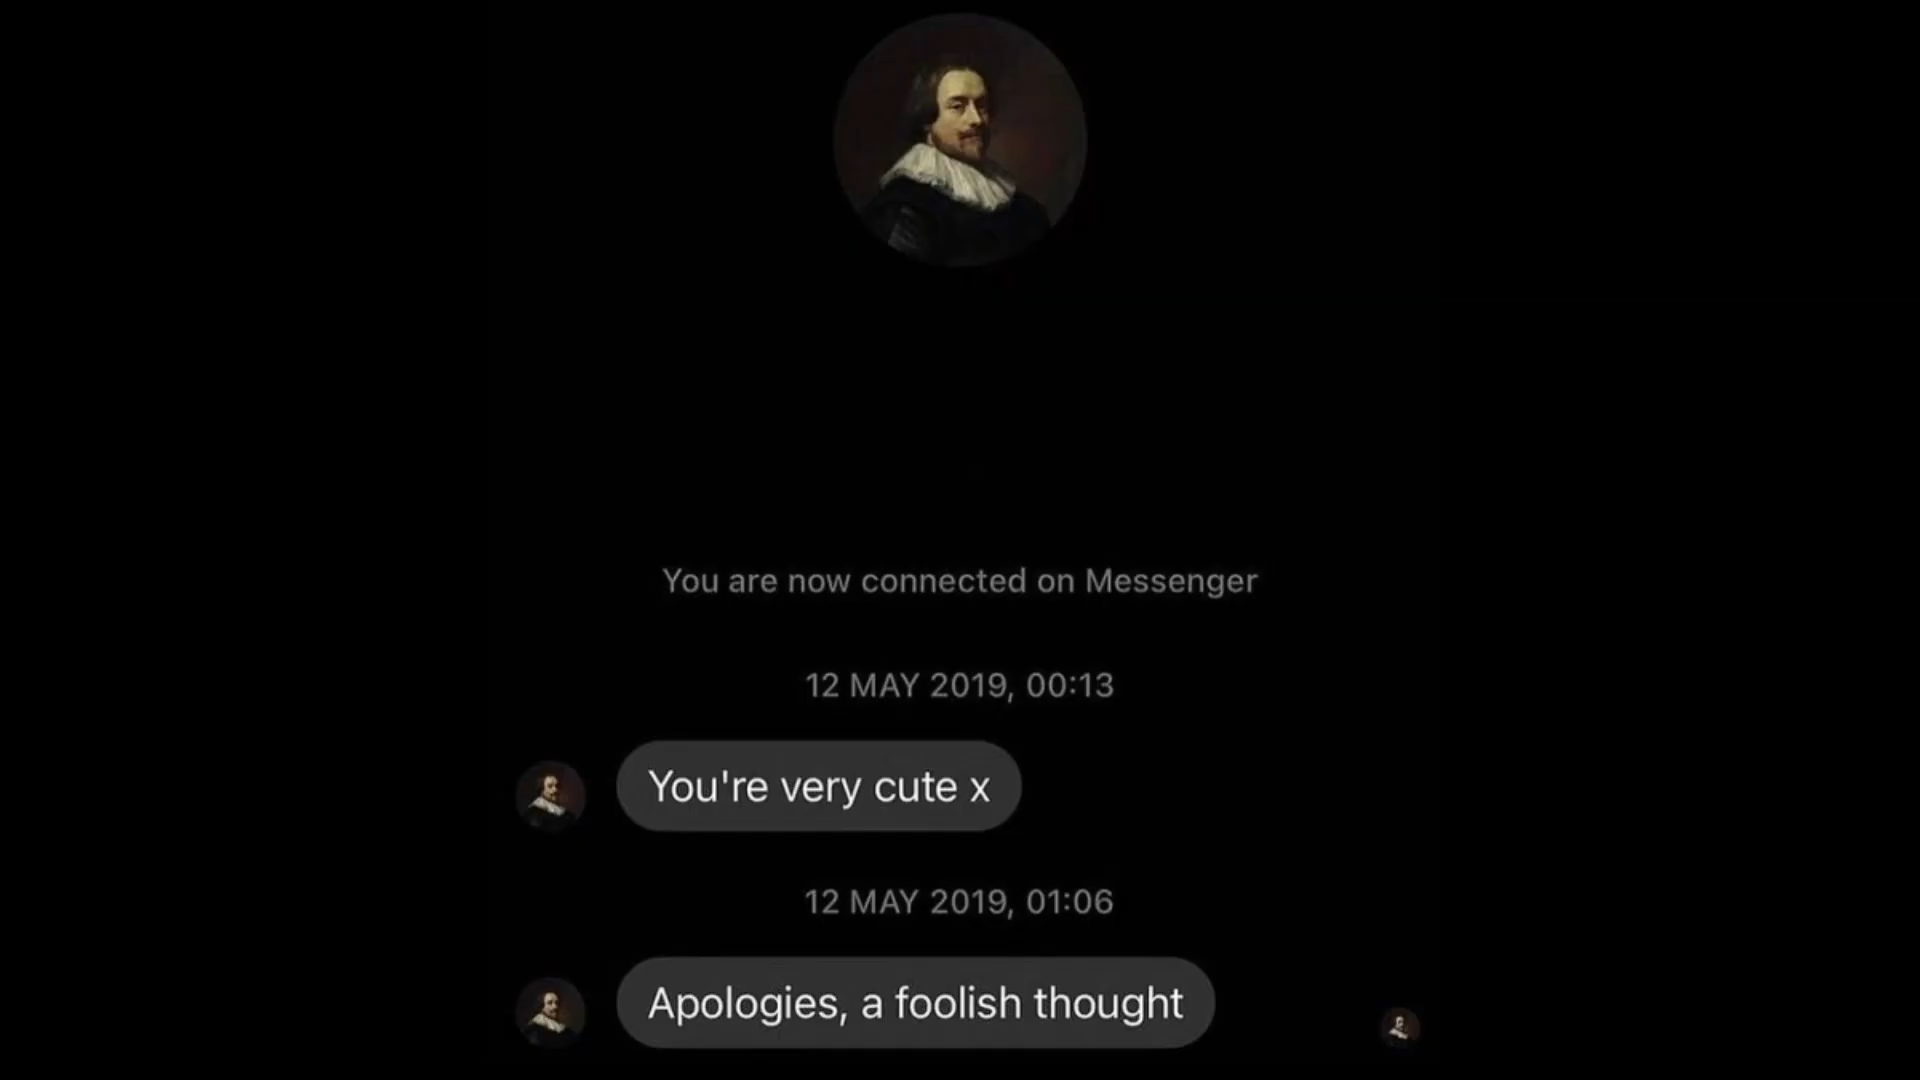 You are now connected on Messenger
12 MAY 2019, 00:13
You're very cute x
12 MAY 2019, 01:06
Apologies, a foolish thought